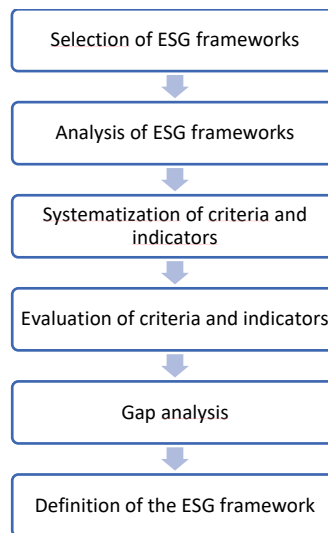 Selection of ESG frameworks
Analysis of ESG frameworks
Systematization of criteria and
indicators
Evaluation of criteria and indicators
Gap analysis
Definition of the ESG framework